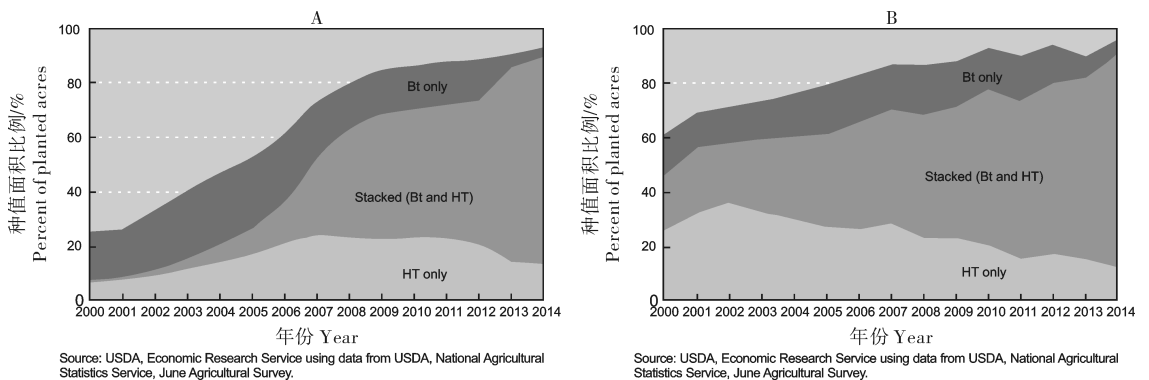 A
种值面积比例/%
Percent of planted acres
100
80
60
40
20
0
Bt only
Stacked (Bt and HT)
HT only
2000 2001 2002 2003 2004 2005 2006 2007 2008 2009 2010 2011 2012 2013 2014
年份 Year
Source: USDA, Economic Research Service using data from USDA, National Agricultural
Statistics Service, June Agricultural Survey.
B
种值面积比例/%
Percent of planted acres
100
80
60
40
20
0
Bt only
Stacked (Bt and HT)
HT only
2000 2001 2002 2003 2004 2005 2006 2007 2008 2009 2010 2011 2012 2013 2014
年份 Year
Source: USDA, Economic Research Service using data from USDA, National Agricultural
Statistics Service, June Agricultural Survey.